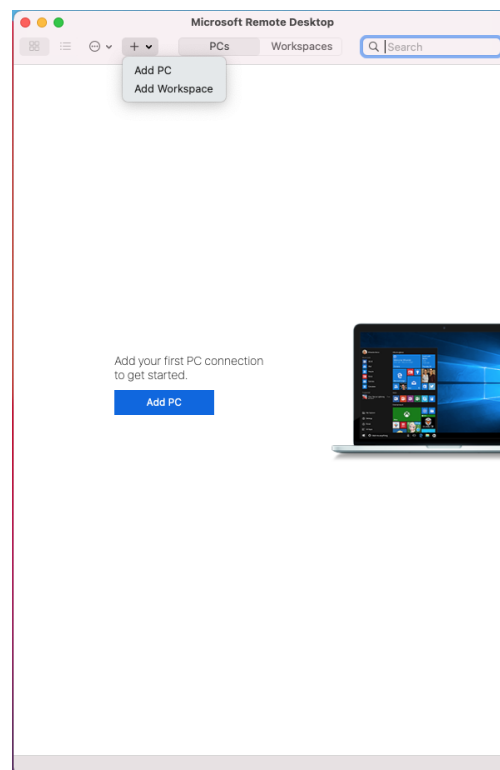 Microsoft Remote Desktop
PCs Workspaces Search
Add PC
Add Workspace
Add your first PC connection
to get started.
Add PC